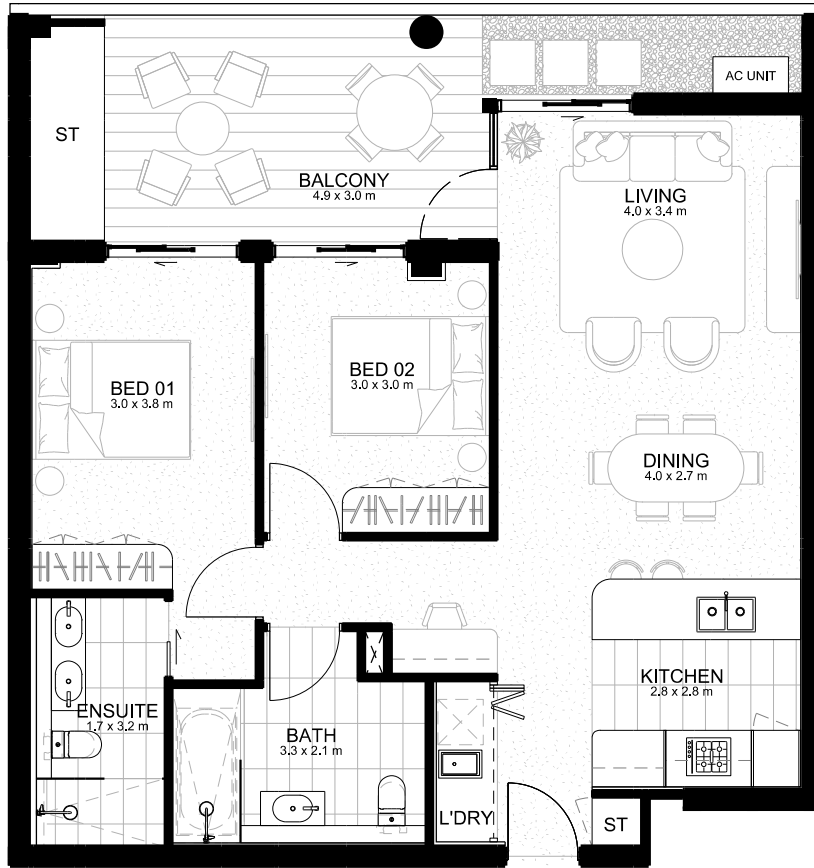 AC UNIT
ST
BALCONY
4.9 x 3.0 m
LIVING
4.0 x 3.4 m
BED 01
3.0 x 3.8 m
BED 02
3.0 x 3.0 m
DINING
4.0 x 2.7 m
KITCHEN
2.8 x 2.8 m
ENSUITE
1.7 x 3.2 m
BATH
3.3 x 2.1 m
L'DRY
ST